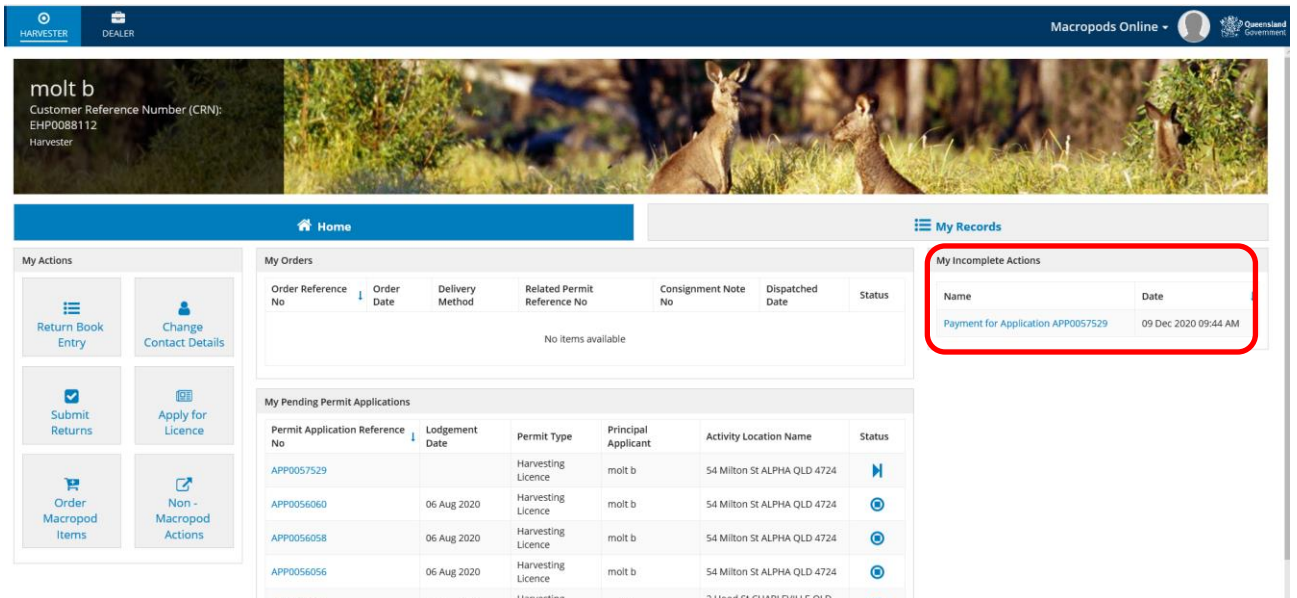 HARVESTER
DEALER
Macropods Online
Queensland
Government
molt b
Customer Reference Number (CRN):
EHP0088112
Harvester
Home
My Records
My Actions
Return Book
Entry
Change
Contact Details
Submit
Returns
Apply for
Licence
Order
Macropod
Items
Non -
Macropod
Actions
My Orders
Order Reference No Order Date Delivery Method Related Permit Reference No Consignment Note No Dispatched Date Status
No items available
My Pending Permit Applications
Permit Application Reference No Lodgement Date Permit Type Principal Applicant Activity Location Name Status
APP0057529 Harvesting Licence molt b 54 Milton St ALPHA QLD 4724
APP0056060 06 Aug 2020 Harvesting Licence molt b 54 Milton St ALPHA QLD 4724
APP0056058 06 Aug 2020 Harvesting Licence molt b 54 Milton St ALPHA QLD 4724
APP0056056 06 Aug 2020 Harvesting Licence molt b 54 Milton St ALPHA QLD 4724
My Incomplete Actions
Name Date
Payment for Application APP0057529 09 Dec 2020 09:44 AM